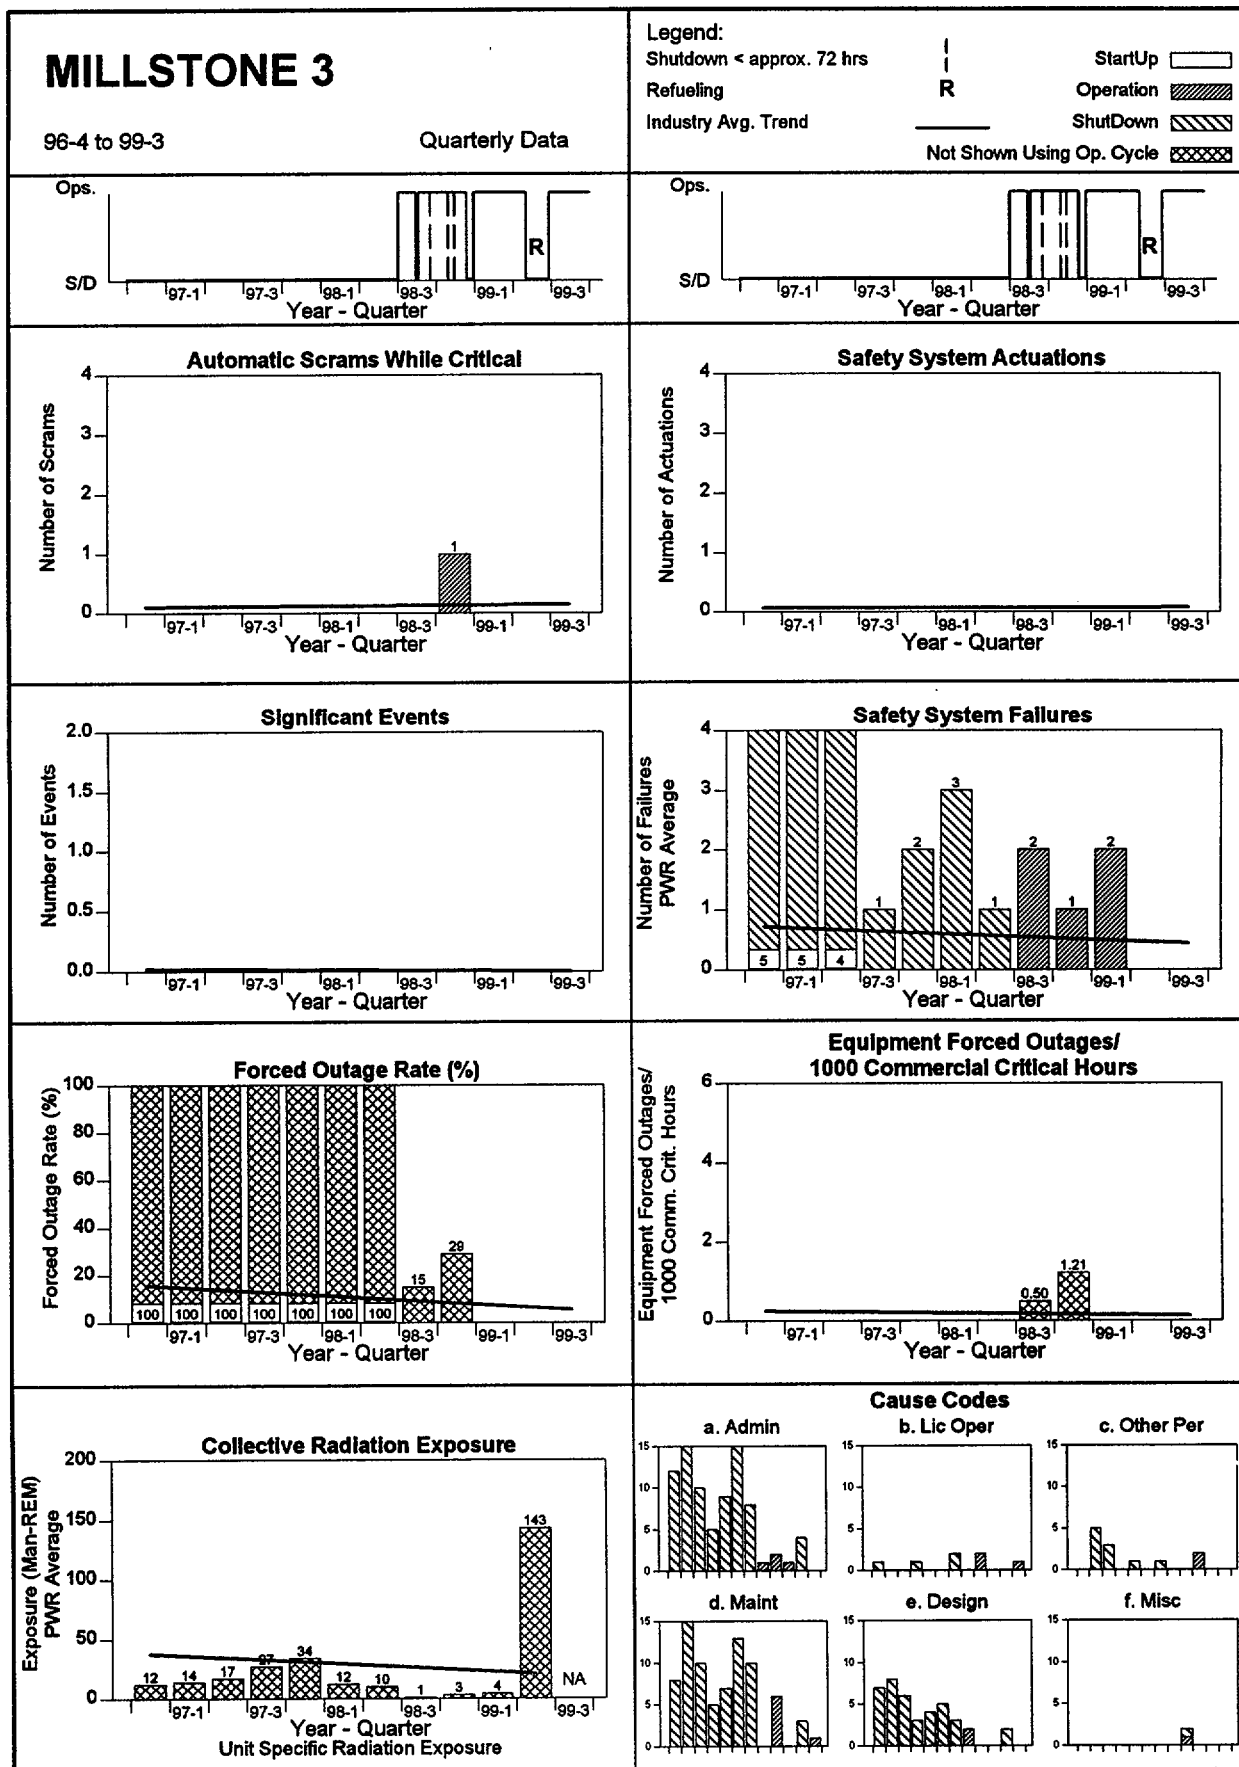 MILLSTONE 3
96-4 to 99-3 Quarterly Data
Legend:
Shutdown < approx. 72 hrs
Refueling R
Industry Avg. Trend
StartUp
Operation
ShutDown
Not Shown Using Op. Cycle
Ops.
S/D
R
97-1 97-3 98-1 98-3 99-1 99-3
Year - Quarter
Ops.
S/D
R
97-1 97-3 98-1 98-3 99-1 99-3
Year - Quarter
Automatic Scrams While Critical
Number of Scrams
4
3
2
1
0
1
97-1 97-3 98-1 98-3 99-1 99-3
Year - Quarter
Safety System Actuations
Number of Actuations
4
3
2
1
0
97-1 97-3 98-1 98-3 99-1 99-3
Year - Quarter
Significant Events
Number of Events
2.0
1.5
1.0
0.5
0.0
97-1 97-3 98-1 98-3 99-1 99-3
Year - Quarter
Safety System Failures
Number of Failures
PWR Average
4
3
2
1
0
5 5 4 1 2 3 1 2 1 2
97-1 97-3 98-1 98-3 99-1 99-3
Year - Quarter
Forced Outage Rate (%)
Forced Outage Rate (%)
100
80
60
40
20
0
100 100 100 100 100 100 100 15 29
97-1 97-3 98-1 98-3 99-1 99-3
Year - Quarter
Equipment Forced Outages/
1000 Commercial Critical Hours
Equipment Forced Outages/
1000 Comm. Crit. Hours
6
4
2
0
0.50 1.21
97-1 97-3 98-1 98-3 99-1 99-3
Year - Quarter
Collective Radiation Exposure
Exposure (Man-REM)
PWR Average
200
150
100
50
0
12 14 17 27 34 12 10 1 3 4 143 NA
97-1 97-3 98-1 98-3 99-1 99-3
Year - Quarter
Unit Specific Radiation Exposure
Cause Codes
a. Admin
15
10
5
0
b. Lic Oper
15
10
5
0
c. Other Per
15
10
5
0
d. Maint
15
10
5
0
e. Design
15
10
5
0
f. Misc
15
10
5
0